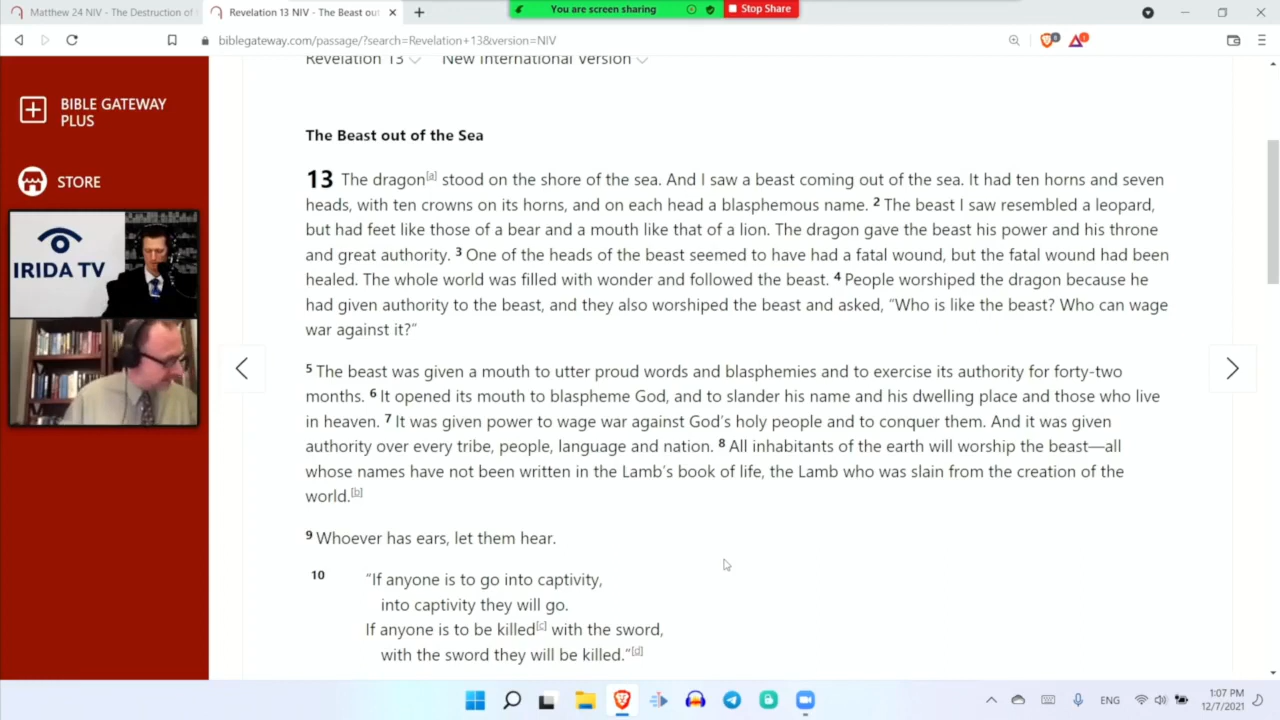 Matthew 24 NIV - The Destruction of
Revelation 13 NIV - The Beast out
You are screen sharing
Stop Share
biblegateway.com/passage/?search=Revelation+13&version=NIV
Revelation 13 New International Version
BIBLE GATEWAY
PLUS
STORE
IRIDA TV
The Beast out of the Sea
13 The dragon[a] stood on the shore of the sea. And I saw a beast coming out of the sea. It had ten horns and seven
heads, with ten crowns on its horns, and on each head a blasphemous name. 2 The beast I saw resembled a leopard,
but had feet like those of a bear and a mouth like that of a lion. The dragon gave the beast his power and his throne
and great authority. 3 One of the heads of the beast seemed to have had a fatal wound, but the fatal wound had been
healed. The whole world was filled with wonder and followed the beast. 4 People worshiped the dragon because he
had given authority to the beast, and they also worshiped the beast and asked, “Who is like the beast? Who can wage
war against it?”
5 The beast was given a mouth to utter proud words and blasphemies and to exercise its authority for forty-two
months. 6 It opened its mouth to blaspheme God, and to slander his name and his dwelling place and those who live
in heaven. 7 It was given power to wage war against God’s holy people and to conquer them. And it was given
authority over every tribe, people, language and nation. 8 All inhabitants of the earth will worship the beast—all
whose names have not been written in the Lamb’s book of life, the Lamb who was slain from the creation of the
world.[b]
9 Whoever has ears, let them hear.
10 “If anyone is to go into captivity,
into captivity they will go.
If anyone is to be killed[c] with the sword,
with the sword they will be killed.”[d]
ENG
1:07 PM
12/7/2021